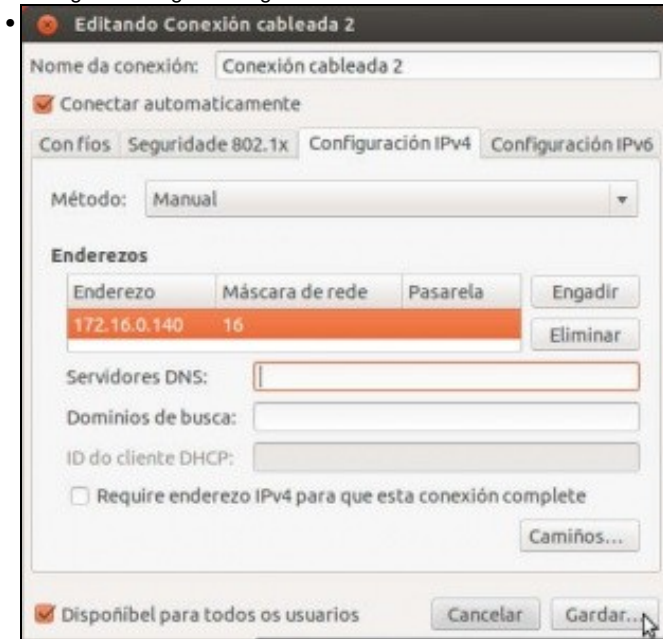 Editando Conexión cableada 2
Nome da conexión: Conexión cableada 2
Conectar automaticamente
Con fíos Seguridade 802.1x Configuración IPv4 Configuración IPv6
Método: Manual
Enderezos
Enderezo Máscara de rede Pasarela Engadir
172.16.0.140 16
Eliminar
Servidores DNS:
Dominios de busca:
ID do cliente DHCP:
Require enderezo IPv4 para que esta conexión complete
Camiños...
Dispoñíbel para todos os usuarios Cancelar Gardar...